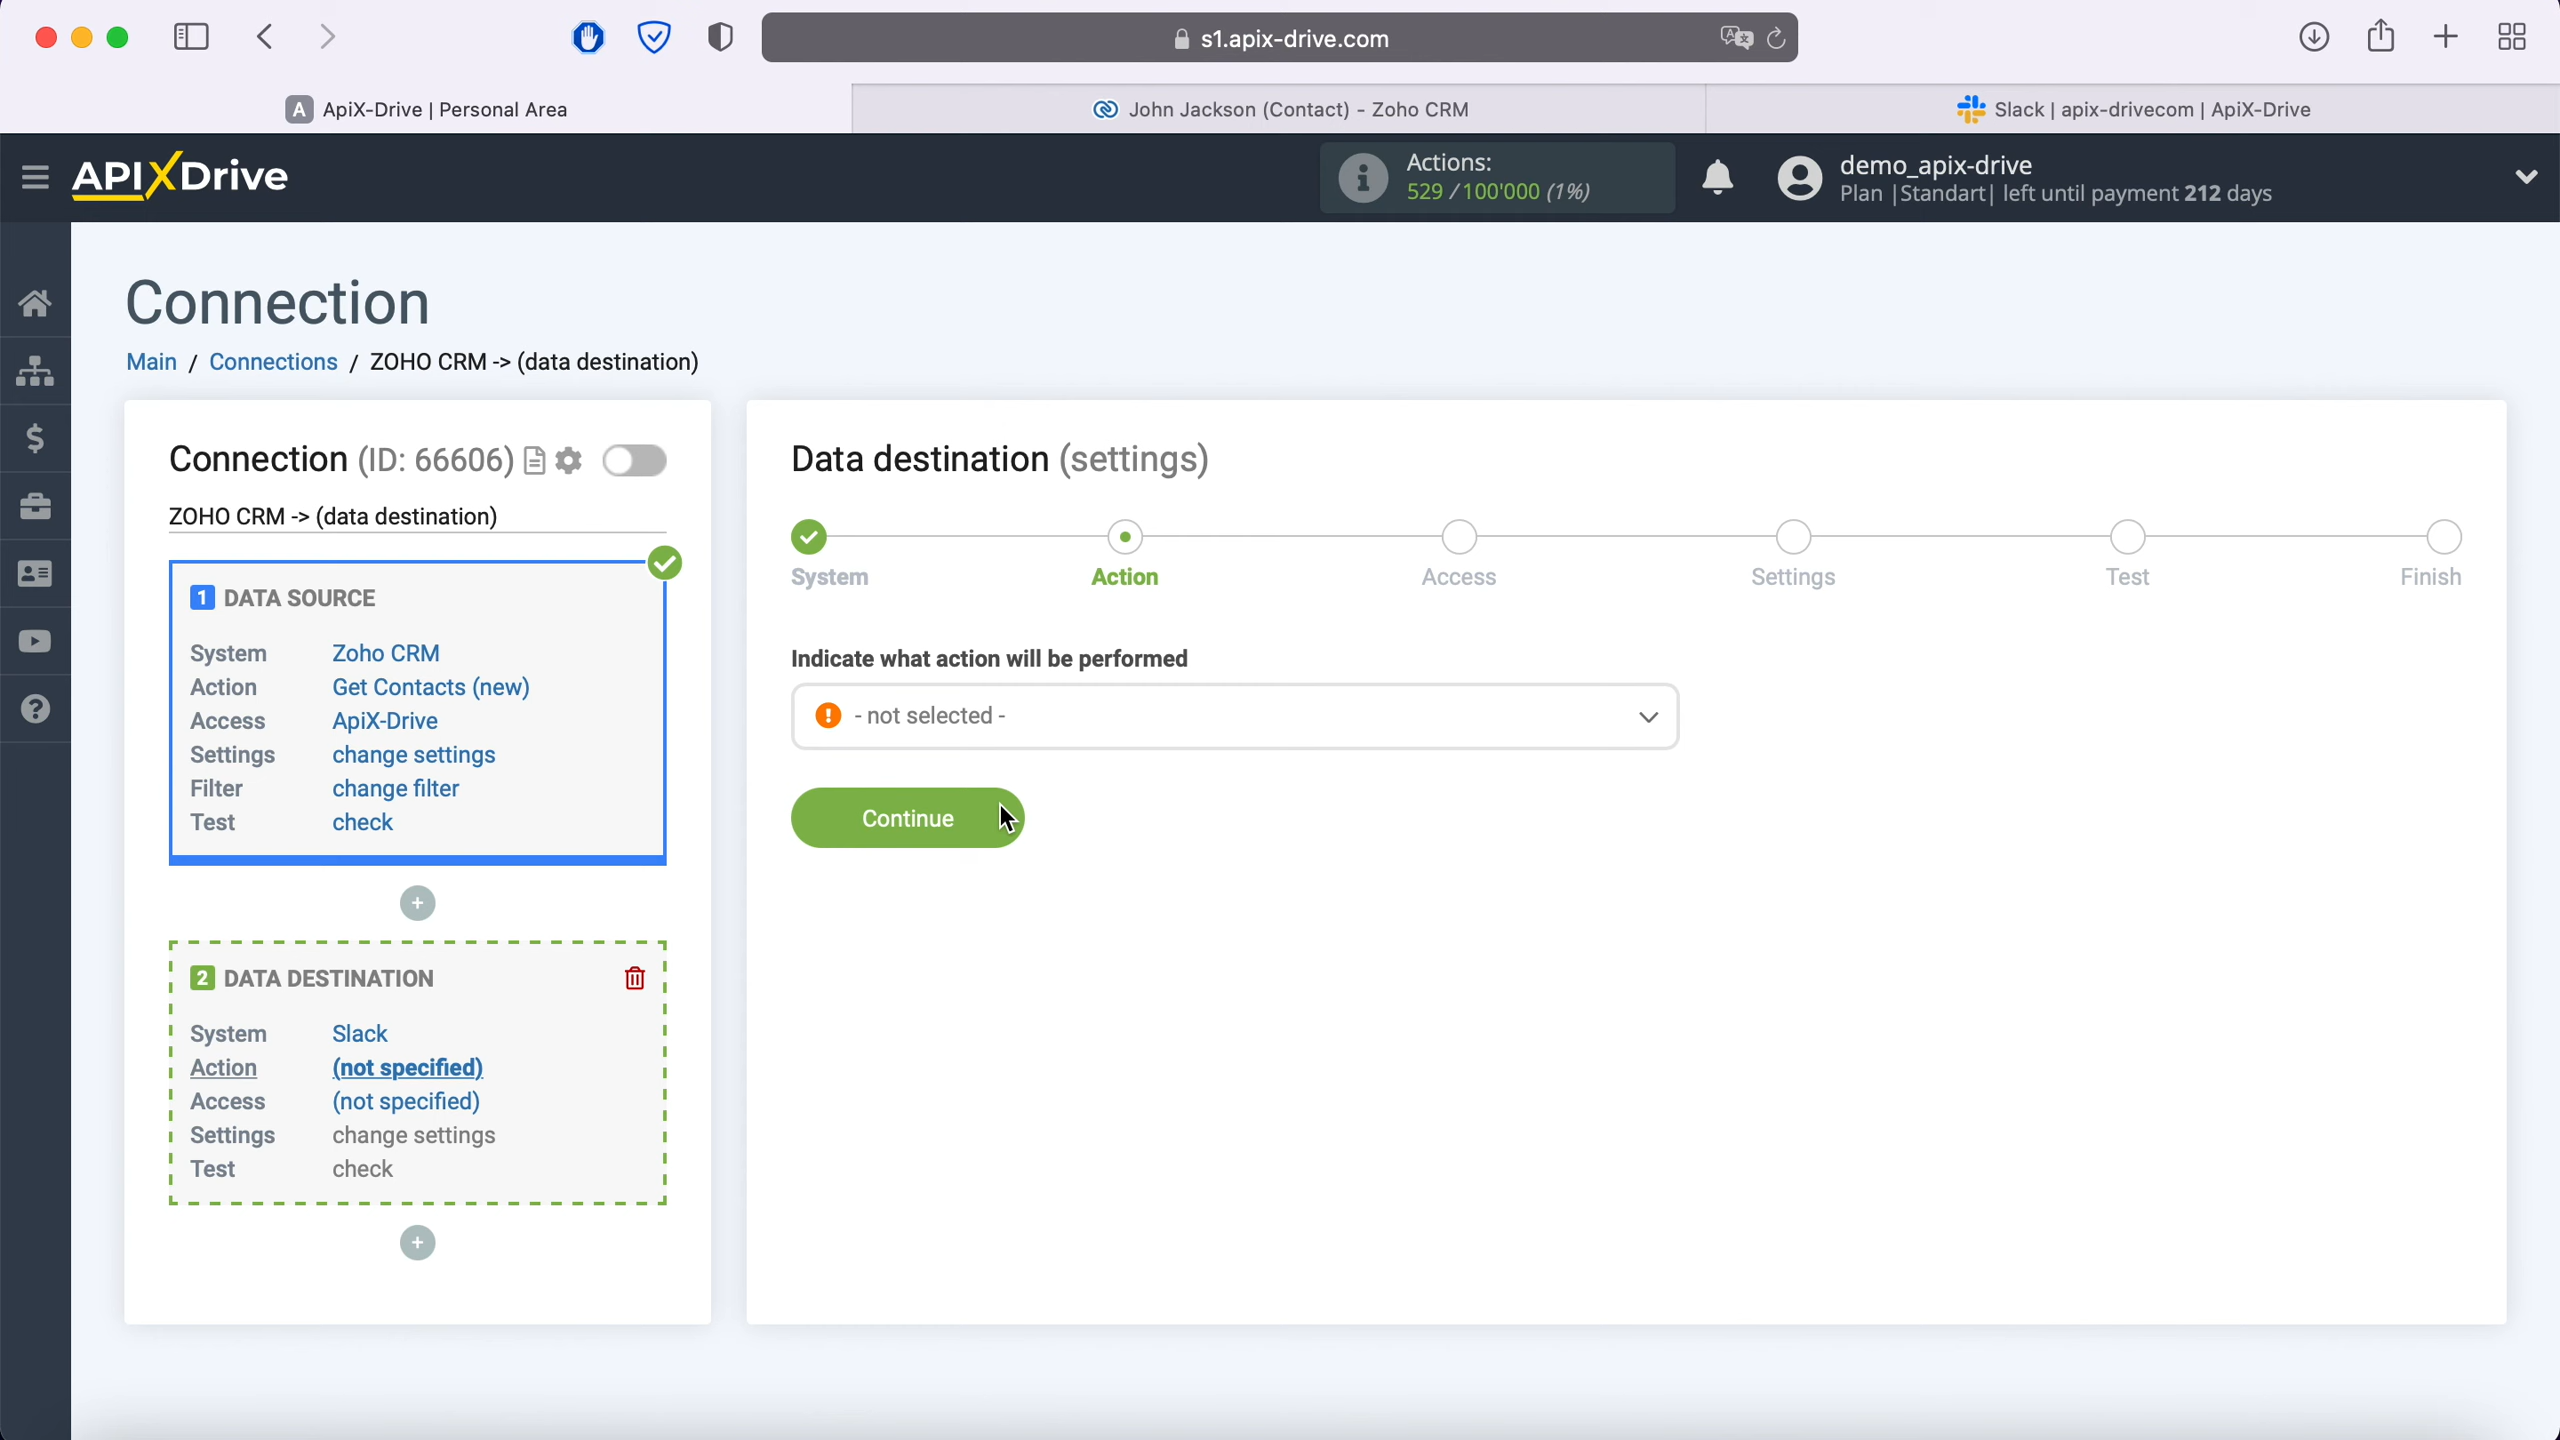 s1.apix-drive.com
A ApiX-Drive | Personal Area
John Jackson (Contact) - Zoho CRM
Slack | apix-drivecom | ApiX-Drive
APIXDrive
Actions:
529 / 100'000 (1%)
demo_apix-drive
Plan |Standart| left until payment 212 days
Connection
Main / Connections / ZOHO CRM -> (data destination)
Connection (ID: 66606)
ZOHO CRM -> (data destination)
1 DATA SOURCE
System Zoho CRM
Action Get Contacts (new)
Access ApiX-Drive
Settings change settings
Filter change filter
Test check
+
2 DATA DESTINATION
System Slack
Action (not specified)
Access (not specified)
Settings change settings
Test check
+
Data destination (settings)
System Action Access Settings Test Finish
Indicate what action will be performed
- not selected -
Continue